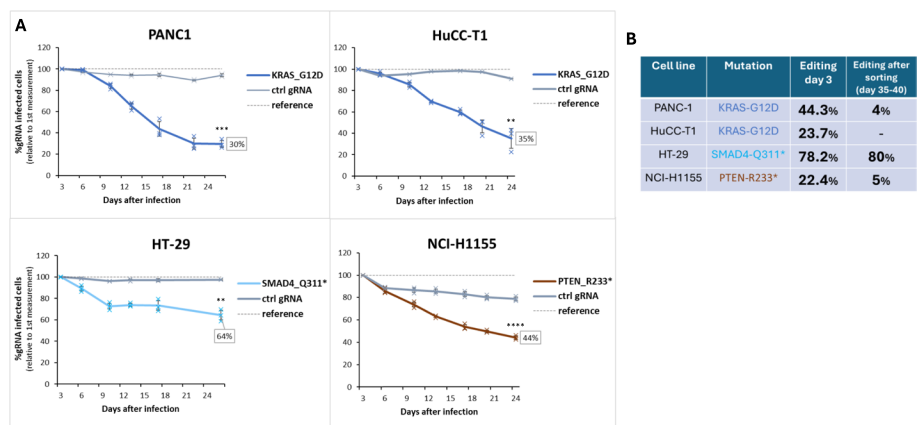 A
PANC1
%gRNA infected cells
(relative to 1st measurement)
120
100
80
60
40
20
0
3 6 9 12 15 18 21 24 26
Days after infection
KRAS_G12D
ctrl gRNA
reference
***
30%
HuCC-T1
120
100
80
60
40
20
0
3 6 9 12 15 18 21 24
Days after infection
KRAS_G12D
ctrl gRNA
reference
**
35%
HT-29
%gRNA infected cells
(relative to 1st measurement)
120
100
80
60
40
20
0
3 6 9 12 15 18 21 24 26
Days after infection
SMAD4_Q311*
ctrl gRNA
reference
**
64%
NCI-H1155
120
100
80
60
40
20
0
3 6 9 12 15 18 21 24
Days after infection
PTEN_R233*
ctrl gRNA
reference
****
44%
B
Cell line Mutation Editing day 3 Editing after sorting (day 35-40)
PANC-1 KRAS-G12D 44.3% 4%
HuCC-T1 KRAS-G12D 23.7% -
HT-29 SMAD4-Q311* 78.2% 80%
NCI-H1155 PTEN-R233* 22.4% 5%